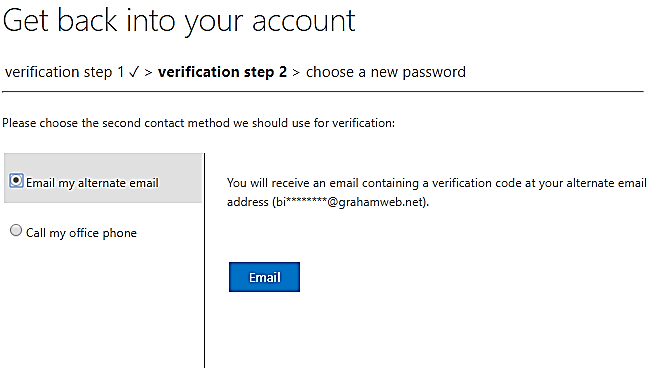 Get back into your account
verification step 1 ✓ > verification step 2 > choose a new password
Please choose the second contact method we should use for verification:
Email my alternate email
You will receive an email containing a verification code at your alternate email
address (bi********@grahamweb.net).
Call my office phone
Email